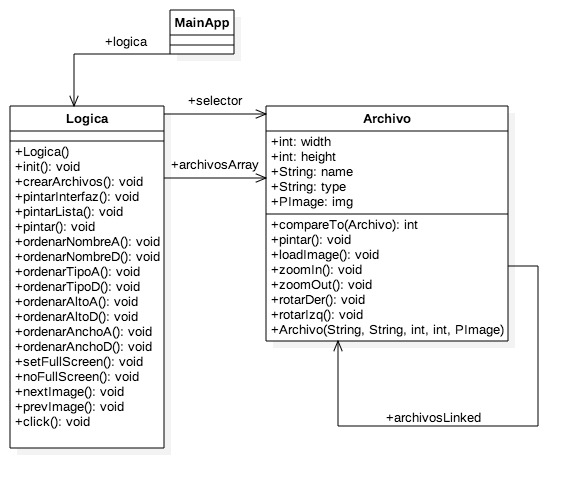 MainApp
+logica
Logica
+Logica()
+init(): void
+crearArchivos(): void
+pintarInterfaz(): void
+pintarLista(): void
+pintar(): void
+ordenarNombreA(): void
+ordenarNombreD(): void
+ordenarTipoA(): void
+ordenarTipoD(): void
+ordenarAltoA(): void
+ordenarAltoD(): void
+ordenarAnchoA(): void
+ordenarAnchoD(): void
+setFullScreen(): void
+noFullScreen(): void
+nextImage(): void
+prevImage(): void
+click(): void
+selector
+archivosArray
Archivo
+int: width
+int: height
+String: name
+String: type
+PImage: img
+compareTo(Archivo): int
+pintar(): void
+loadImage(): void
+zoomIn(): void
+zoomOut(): void
+rotarDer(): void
+rotarIzq(): void
+Archivo(String, String, int, int, PImage)
+archivosLinked